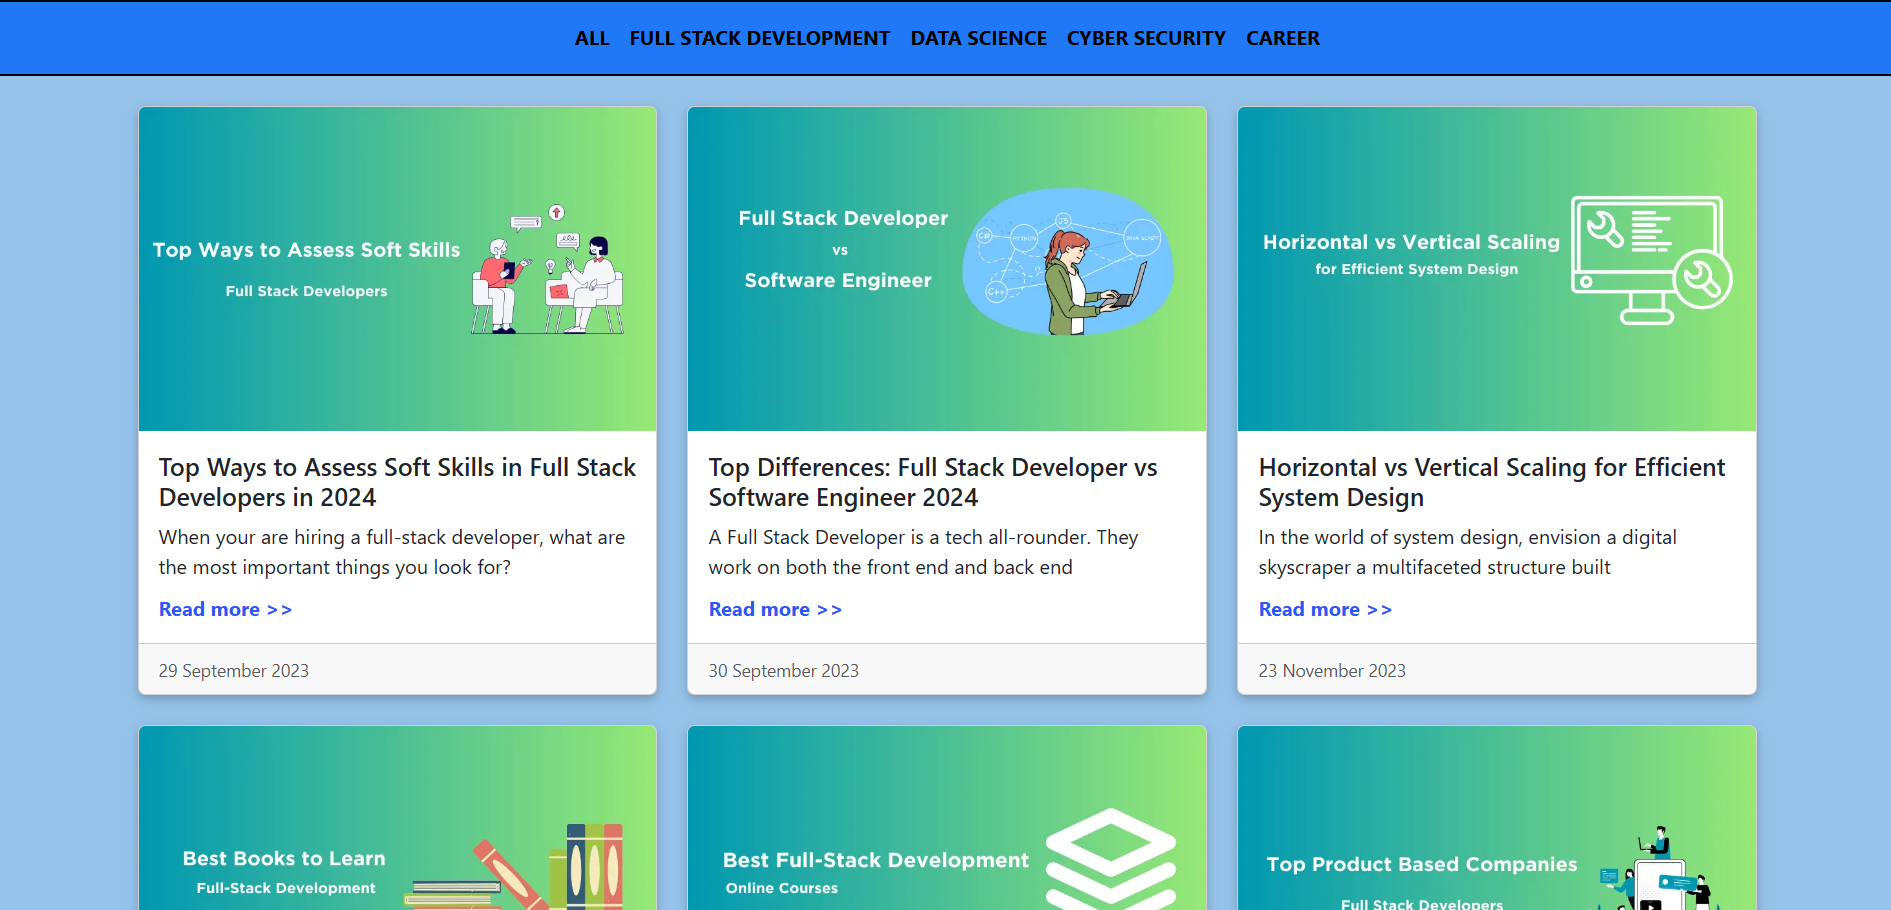 ALL FULL STACK DEVELOPMENT DATA SCIENCE CYBER SECURITY CAREER
Top Ways to Assess Soft Skills
Full Stack Developers
Top Ways to Assess Soft Skills in Full Stack
Developers in 2024
When your are hiring a full-stack developer, what are
the most important things you look for?
Read more >>
29 September 2023
Full Stack Developer
vs
Software Engineer
C#
PYTHON
JS
JAVA SCRIPT
C++
Top Differences: Full Stack Developer vs
Software Engineer 2024
A Full Stack Developer is a tech all-rounder. They
work on both the front end and back end
Read more >>
30 September 2023
Horizontal vs Vertical Scaling
for Efficient System Design
Horizontal vs Vertical Scaling for Efficient
System Design
In the world of system design, envision a digital
skyscraper a multifaceted structure built
Read more >>
23 November 2023
Best Books to Learn
Full-Stack Development
Best Full-Stack Development
Online Courses
Top Product Based Companies
Full Stack Developers